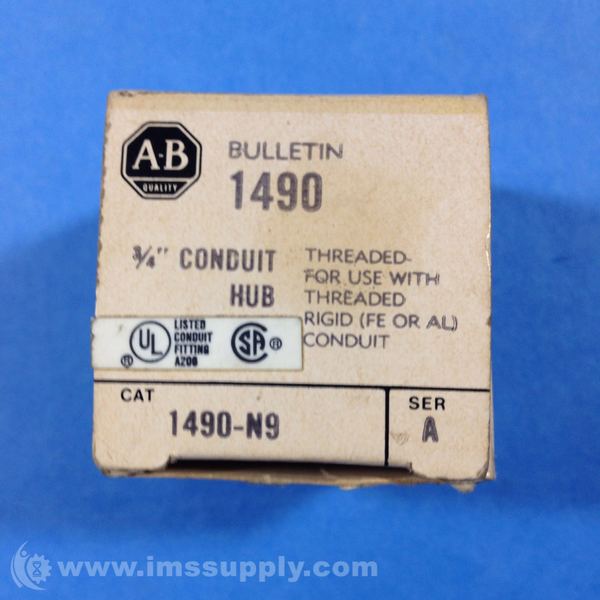 A-B
QUALITY
BULLETIN
1490
3/4" CONDUIT
HUB
THREADED-
FOR USE WITH
THREADED
RIGID (FE OR AL)
CONDUIT
UL
®
LISTED
CONDUIT
FITTING
A206
SA ®
CAT
1490-N9
SER
A
www.imssupply.com